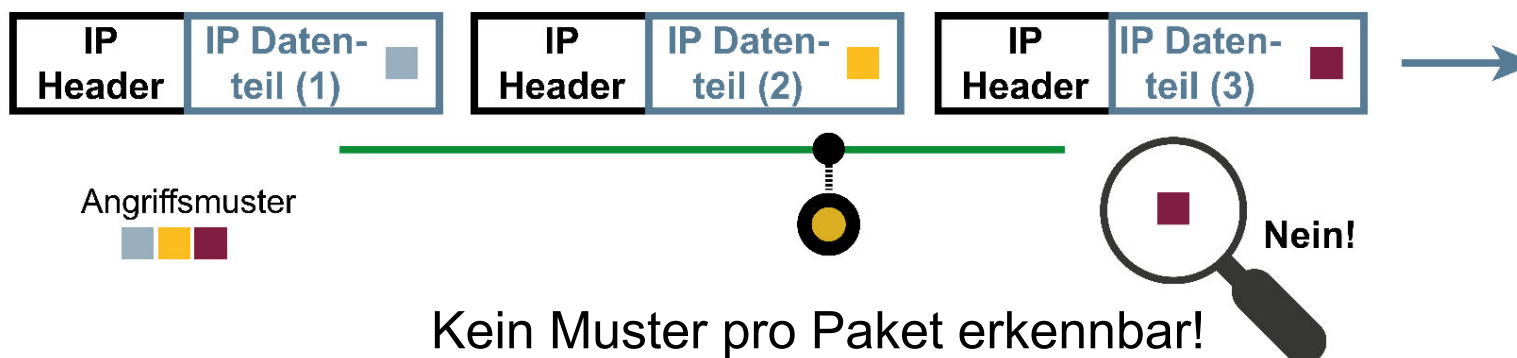 IP Header
IP Daten-
teil (1)
IP Header
IP Daten-
teil (2)
IP Header
IP Daten-
teil (3)
Angriffsmuster
Nein!
Kein Muster pro Paket erkennbar!